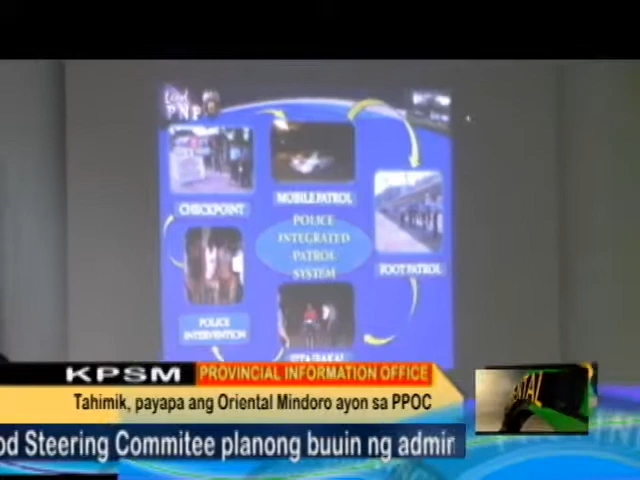 PNP
CHECKPOINT
MOBILE PATROL
POLICE
INTEGRATED
PATROL
SYSTEM
FOOT PATROL
POLICE
INTERVENTION
KPSM PROVINCIAL INFORMATION OFFICE
Tahimik, payapa ang Oriental Mindoro ayon sa PPOC
od Steering Commitee planong buuin ng admin